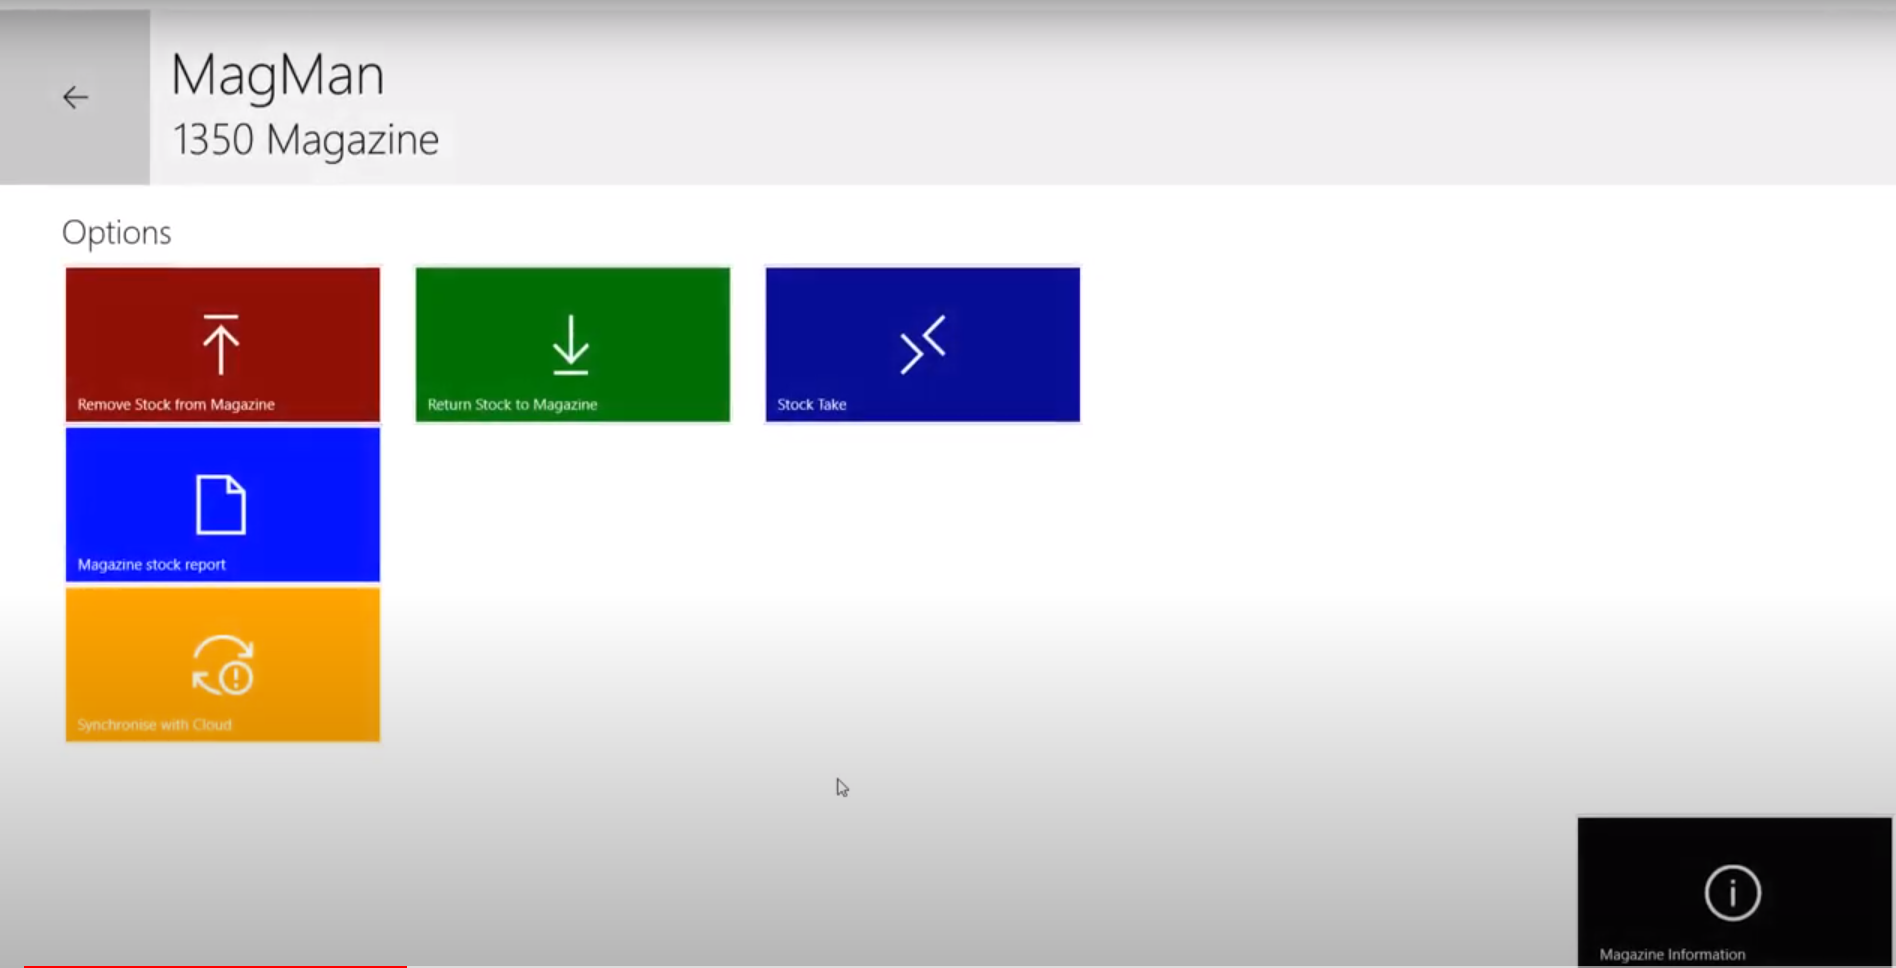 MagMan
1350 Magazine
Options
Remove Stock from Magazine
Return Stock to Magazine
Stock Take
Magazine stock report
Synchronise with Cloud
Magazine Information